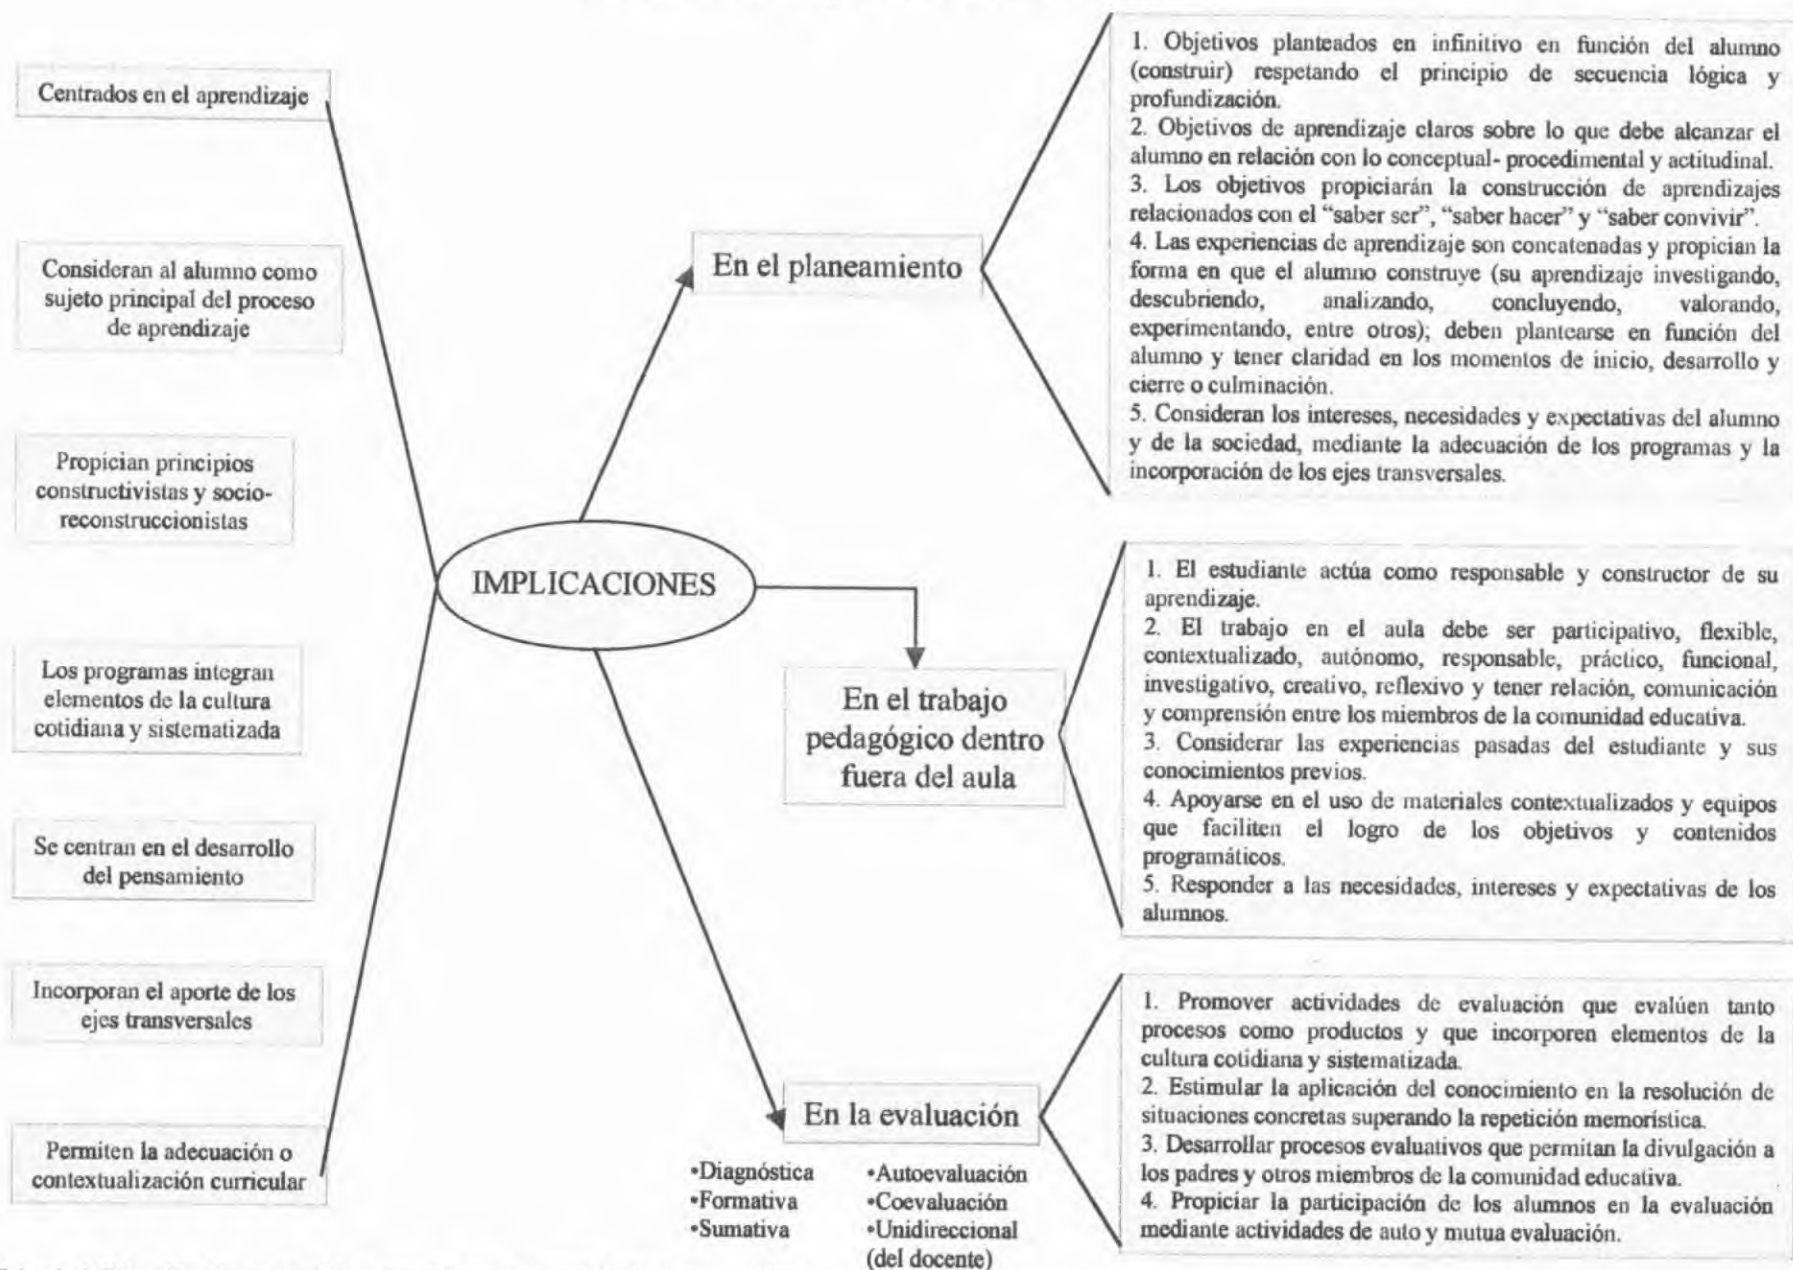 Centrados en el aprendizaje
Consideran al alumno como
sujeto principal del proceso
de aprendizaje
Propician principios
constructivistas y socio-
reconstruccionistas
Los programas integran
elementos de la cultura
cotidiana y sistematizada
Se centran en el desarrollo
del pensamiento
Incorporan el aporte de los
ejes transversales
Permiten la adecuación o
contextualización curricular
IMPLICACIONES
En el planeamiento
1. Objetivos planteados en infinitivo en función del alumno
(construir) respetando el principio de secuencia lógica y
profundización.
2. Objetivos de aprendizaje claros sobre lo que debe alcanzar el
alumno en relación con lo conceptual- procedimental y actitudinal.
3. Los objetivos propiciarán la construcción de aprendizajes
relacionados con el “saber ser”, “saber hacer” y “saber convivir”.
4. Las experiencias de aprendizaje son concatenadas y propician la
forma en que el alumno construye (su aprendizaje investigando,
descubriendo, analizando, concluyendo, valorando,
experimentando, entre otros); deben plantearse en función del
alumno y tener claridad en los momentos de inicio, desarrollo y
cierre o culminación.
5. Consideran los intereses, necesidades y expectativas del alumno
y de la sociedad, mediante la adecuación de los programas y la
incorporación de los ejes transversales.
En el trabajo
pedagógico dentro
fuera del aula
1. El estudiante actúa como responsable y constructor de su
aprendizaje.
2. El trabajo en el aula debe ser participativo, flexible,
contextualizado, autónomo, responsable, práctico, funcional,
investigativo, creativo, reflexivo y tener relación, comunicación
y comprensión entre los miembros de la comunidad educativa.
3. Considerar las experiencias pasadas del estudiante y sus
conocimientos previos.
4. Apoyarse en el uso de materiales contextualizados y equipos
que faciliten el logro de los objetivos y contenidos
programáticos.
5. Responder a las necesidades, intereses y expectativas de los
alumnos.
En la evaluación
•Diagnóstica
•Formativa
•Sumativa
•Autoevaluación
•Coevaluación
•Unidireccional
(del docente)
1. Promover actividades de evaluación que evalúen tanto
procesos como productos y que incorporen elementos de la
cultura cotidiana y sistematizada.
2. Estimular la aplicación del conocimiento en la resolución de
situaciones concretas superando la repetición memorística.
3. Desarrollar procesos evaluativos que permitan la divulgación a
los padres y otros miembros de la comunidad educativa.
4. Propiciar la participación de los alumnos en la evaluación
mediante actividades de auto y mutua evaluación.